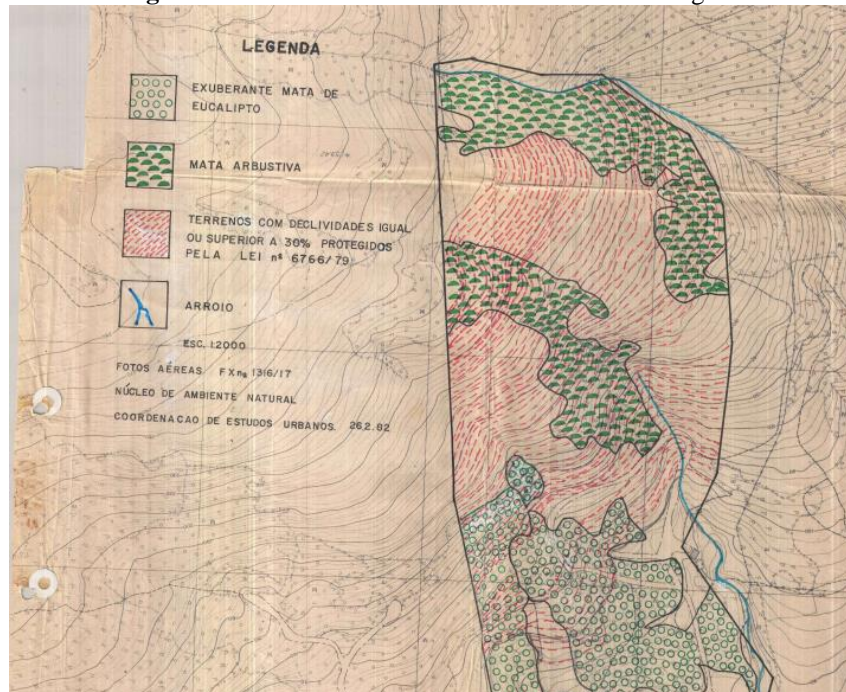 LEGENDA
EXUBERANTE MATA DE
EUCALIPTO
MATA ARBUSTIVA
TERRENOS COM DECLIVIDADES IGUAL
OU SUPERIOR A 30% PROTEGIDOS
PELA LEI nº 6766/79
ARROIO
ESC. 1:2000
FOTOS AÉREAS FX nº 1316/17
NÚCLEO DE AMBIENTE NATURAL
COORDENACAO DE ESTUDOS URBANOS. 26.2.82